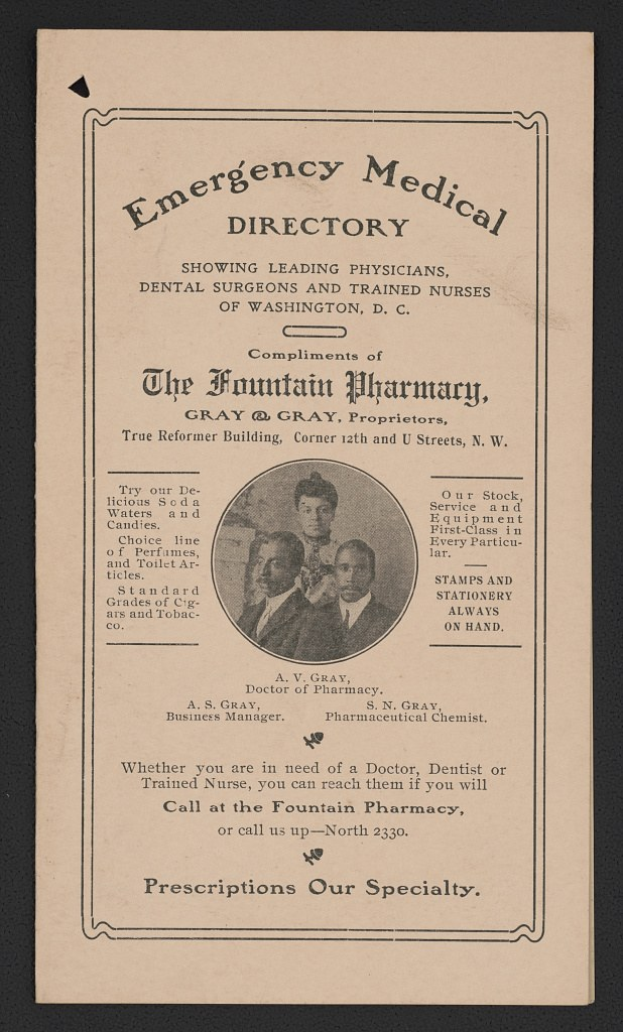 Emergency Medical
DIRECTORY
SHOWING LEADING PHYSICIANS,
DENTAL SURGEONS AND TRAINED NURSES
OF WASHINGTON, D. C.
Compliments of
The Fountain Pharmacy,
GRAY & GRAY, Proprietors,
True Reformer Building, Corner 12th and U Streets, N. W.
Try our De-
licious Soda
Waters and
Candies.
Choice line
of Perfumes,
and Toilet Ar-
ticles.
Standard
Grades of Cig-
ars and Tobac-
co.
Our Stock,
Service and
Equipment
First-Class in
Every Particu-
lar.
STAMPS AND
STATIONERY
ALWAYS
ON HAND.
A. V. GRAY,
Doctor of Pharmacy.
A. S. GRAY,
Business Manager.
S. N. GRAY,
Pharmaceutical Chemist.
Whether you are in need of a Doctor, Dentist or
Trained Nurse, you can reach them if you will
Call at the Fountain Pharmacy,
or call us up—North 2330.
Prescriptions Our Specialty.